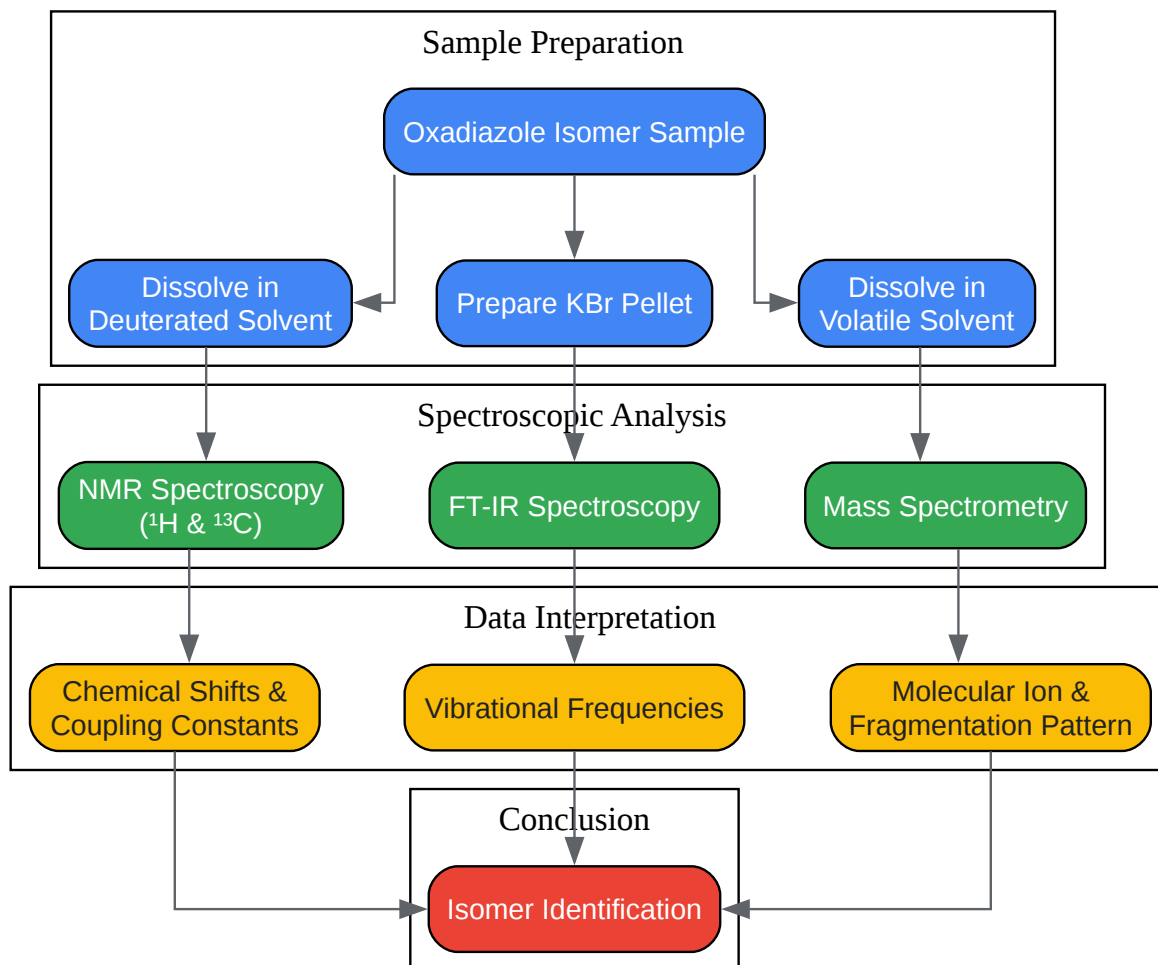 Sample Preparation
Oxadiazole Isomer Sample
Dissolve in
Deuterated Solvent
Prepare KBr Pellet
Dissolve in
Volatile Solvent
Spectroscopic Analysis
NMR Spectroscopy
(¹H & ¹³C)
FT-IR Spectroscopy
Mass Spectrometry
Data Interpretation
Chemical Shifts &
Coupling Constants
Vibrational Frequencies
Molecular Ion &
Fragmentation Pattern
Conclusion
Isomer Identification